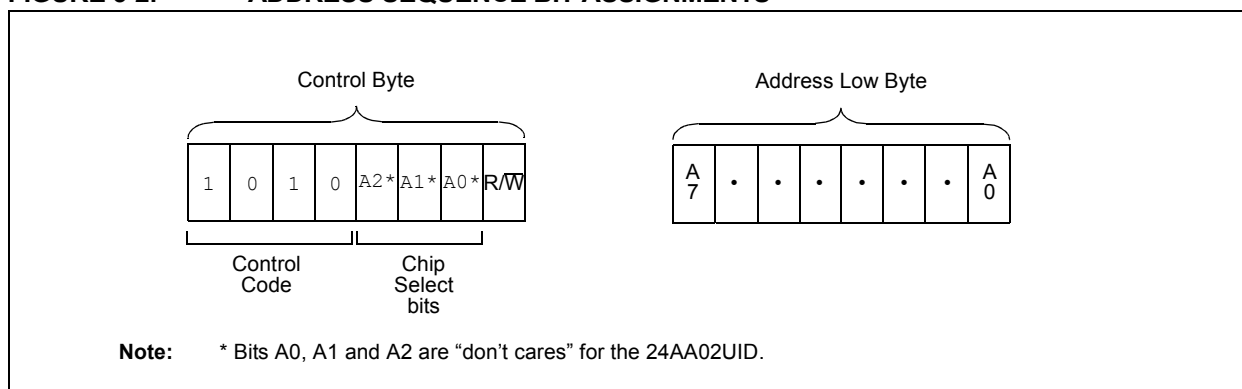 FIGURE 5-2: ADDRESS SEQUENCE BIT ASSIGNMENTS
Control Byte
Address Low Byte
1 0 1 0 A2* A1* A0* R/W̅
A7 • • • • • • A0
Control Code
Chip Select bits
Note: * Bits A0, A1 and A2 are “don’t cares” for the 24AA02UID.